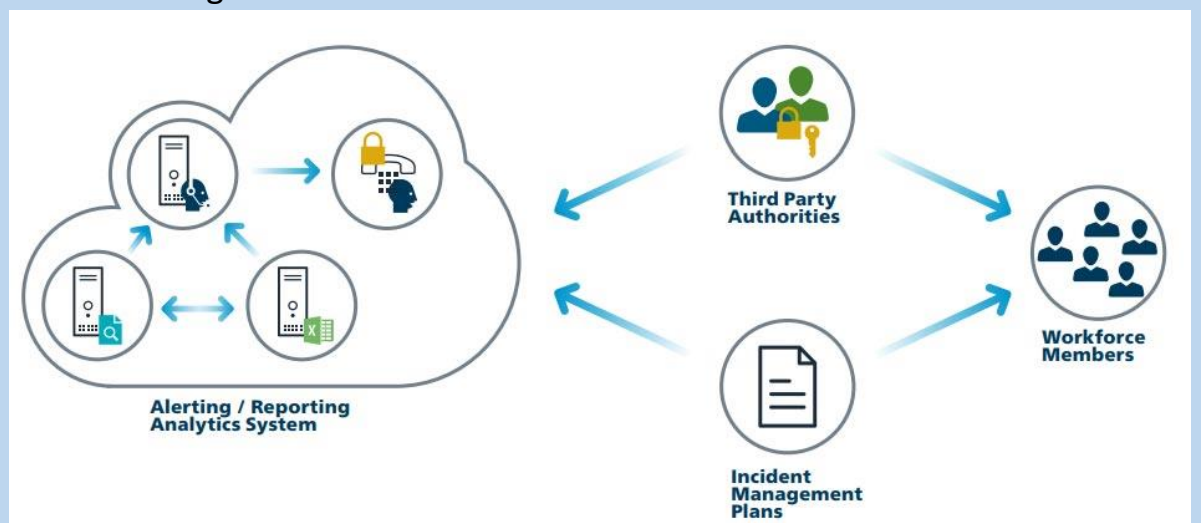 Third Party
Authorities
Workforce
Members
Alerting / Reporting
Analytics System
Incident
Management
Plans